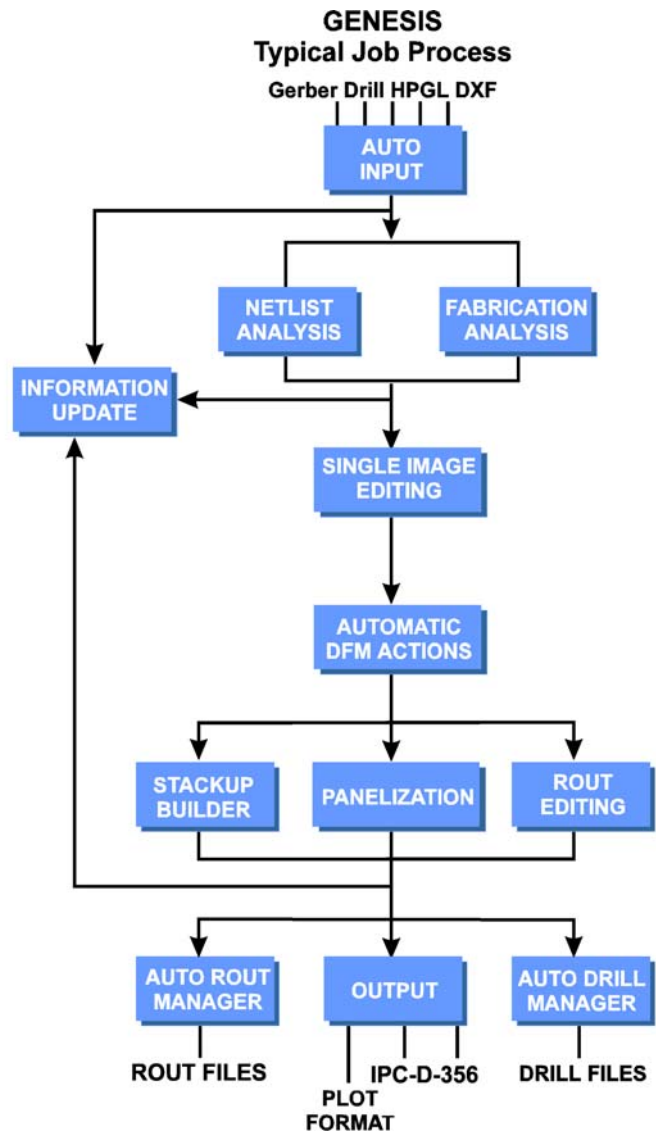 GENESIS
Typical Job Process
Gerber Drill HPGL DXF
AUTO
INPUT
NETLIST
ANALYSIS
FABRICATION
ANALYSIS
INFORMATION
UPDATE
SINGLE IMAGE
EDITING
AUTOMATIC
DFM ACTIONS
STACKUP
BUILDER
PANELIZATION
ROUT
EDITING
AUTO ROUT
MANAGER
OUTPUT
AUTO DRILL
MANAGER
ROUT FILES
IPC-D-356
DRILL FILES
PLOT
FORMAT